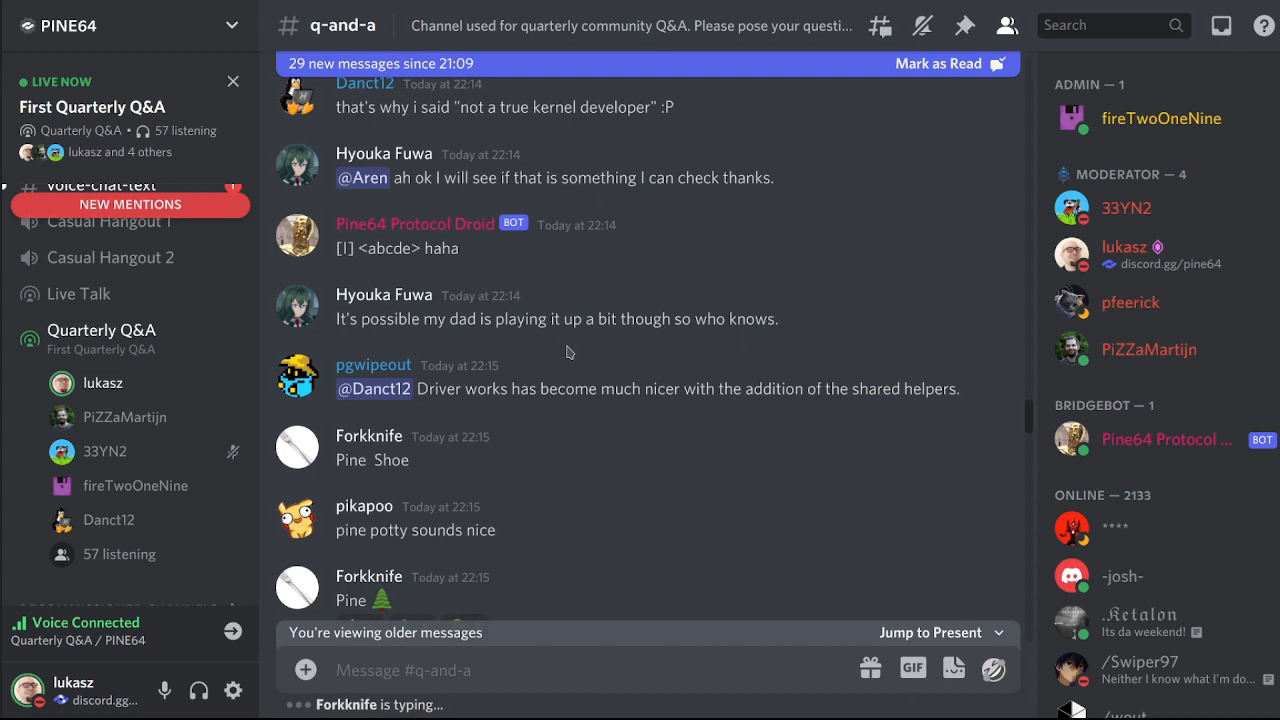 PINE64
LIVE NOW
First Quarterly Q&A
Quarterly Q&A • 57 listening
lukasz and 4 others
voice-chat-text
NEW MENTIONS
Casual Hangout 1
Casual Hangout 2
Live Talk
Quarterly Q&A
First Quarterly Q&A
lukasz
PiZZaMartijn
33YN2
fireTwoOneNine
Danct12
57 listening
Voice Connected
Quarterly Q&A / PINE64
lukasz
discord.gg...
# q-and-a
Channel used for quarterly community Q&A. Please pose your questi...
Search
29 new messages since 21:09
Mark as Read
Danct12 Today at 22:14
that's why i said "not a true kernel developer" :P
Hyouka Fuwa Today at 22:14
@Aren ah ok I will see if that is something I can check thanks.
Pine64 Protocol Droid BOT Today at 22:14
[I] <abcde> haha
Hyouka Fuwa Today at 22:14
It's possible my dad is playing it up a bit though so who knows.
pgwipeout Today at 22:15
@Danct12 Driver works has become much nicer with the addition of the shared helpers.
Forkknife Today at 22:15
Pine Shoe
pikapoo Today at 22:15
pine potty sounds nice
Forkknife Today at 22:15
Pine 🌲
You're viewing older messages
Jump to Present
Message #q-and-a
GIF
Forkknife is typing...
ADMIN — 1
fireTwoOneNine
MODERATOR — 4
33YN2
lukasz
discord.gg/pine64
pfeerick
PiZZaMartijn
BRIDGEBOT — 1
Pine64 Protocol ... BOT
ONLINE — 2133
****
-josh-
.𝔎𝔢𝔱𝔞𝔩𝔬𝔫
Its da weekend!
/Swiper97
Neither I know what I'm do...